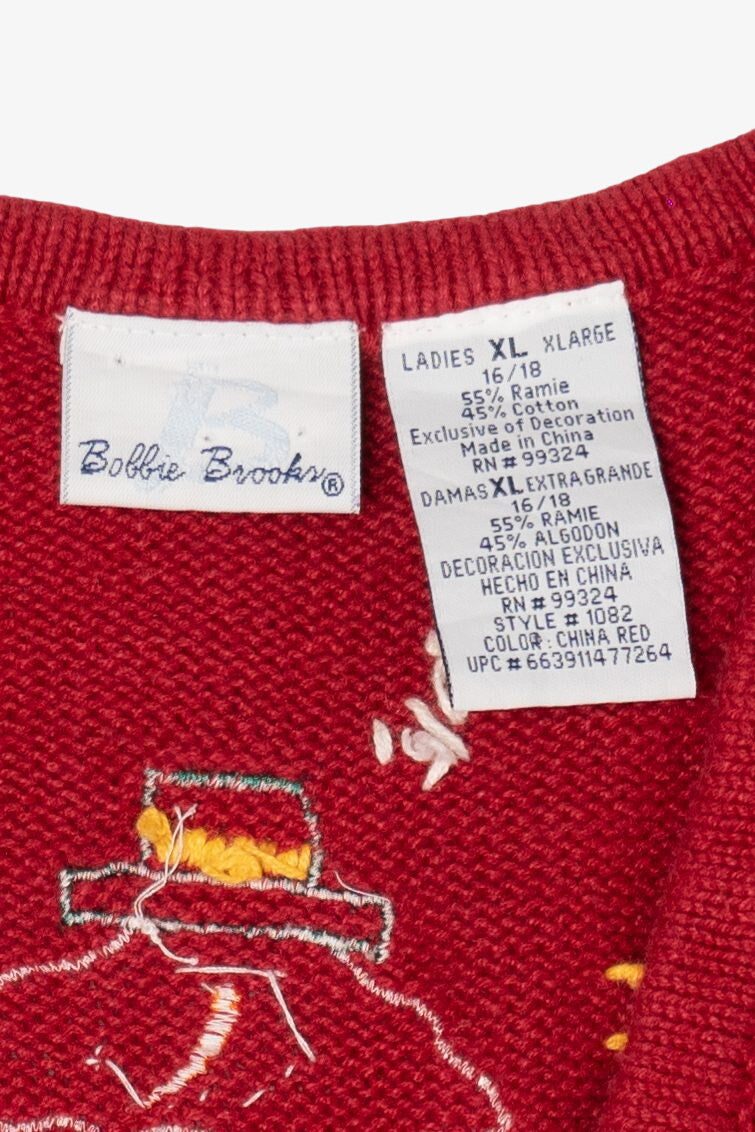 B
Bobbie Brooks®
LADIES XL XLARGE
16/18
55% Ramie
45% Cotton
Exclusive of Decoration
Made in China
RN # 99324
DAMAS XL EXTRA GRANDE
16/18
55% RAMIE
45% ALGODON
DECORACION EXCLUSIVA
HECHO EN CHINA
RN # 99324
STYLE # 1082
COLOR: CHINA RED
UPC # 663911477264